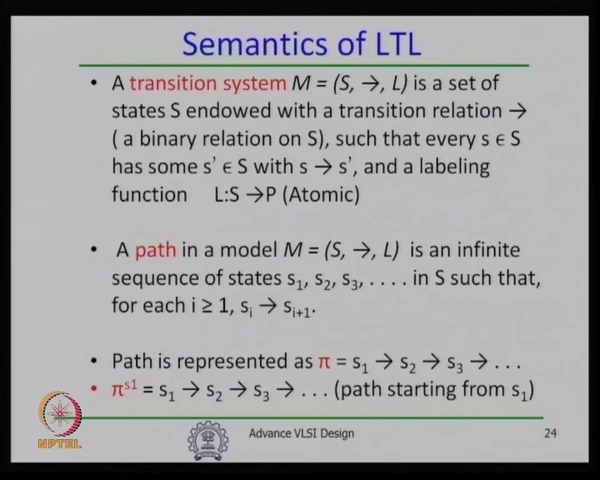 Semantics of LTL
• A transition system M = (S, →, L) is a set of
states S endowed with a transition relation →
( a binary relation on S), such that every s ϵ S
has some s' ϵ S with s → s', and a labeling
function L:S →P (Atomic)
• A path in a model M = (S, →, L) is an infinite
sequence of states s₁, s₂, s₃, . . . . in S such that,
for each i ≥ 1, sᵢ → sᵢ₊₁.
• Path is represented as π = s₁ → s₂ → s₃ → . . .
• πˢ¹ = s₁ → s₂ → s₃ → . . . (path starting from s₁)
NPTEL
Advance VLSI Design
24